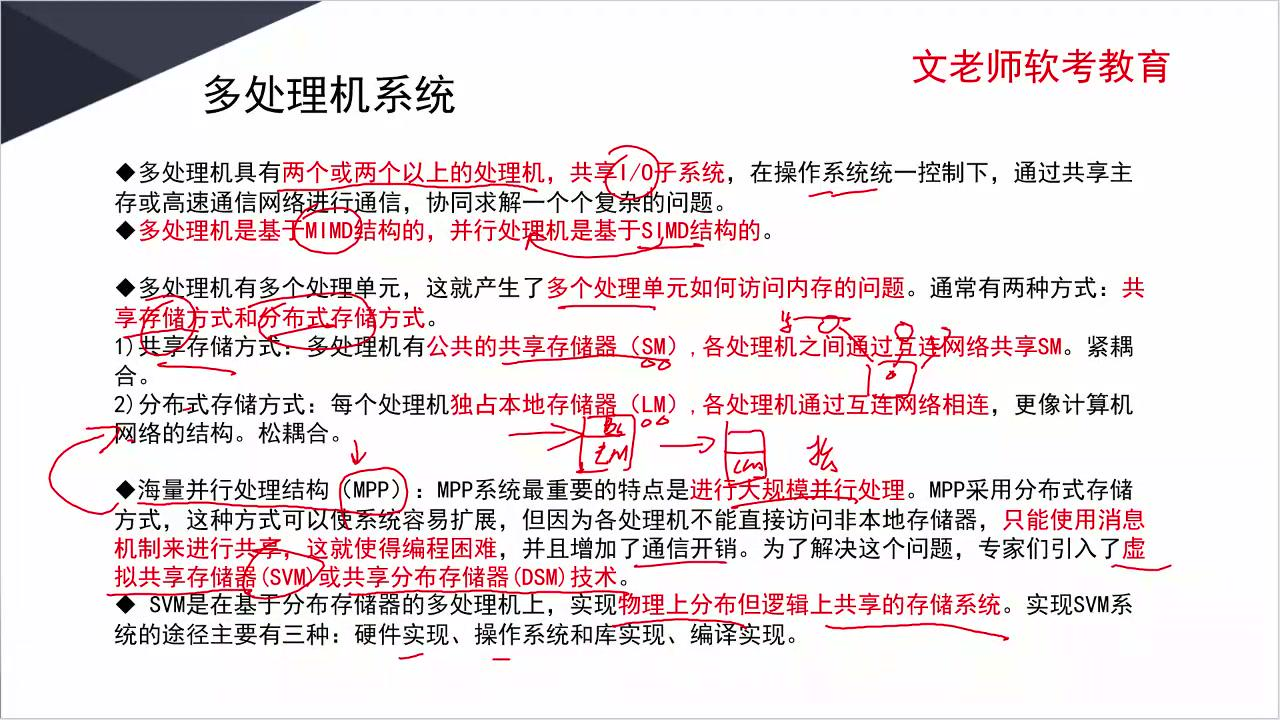 文老师软考教育
多处理机系统
◆多处理机具有两个或两个以上的处理机，共享I/O子系统，在操作系统统一控制下，通过共享主
存或高速通信网络进行通信，协同求解一个个复杂的问题。
◆多处理机是基于MIMD结构的，并行处理机是基于SIMD结构的。
◆多处理机有多个处理单元，这就产生了多个处理单元如何访问内存的问题。通常有两种方式：共
享存储方式和分布式存储方式。
1)共享存储方式：多处理机有公共的共享存储器（SM）,各处理机之间通过互连网络共享SM。紧耦
合。
2)分布式存储方式：每个处理机独占本地存储器（LM）,各处理机通过互连网络相连，更像计算机
网络的结构。松耦合。
LM
LM
◆海量并行处理结构（MPP）：MPP系统最重要的特点是进行大规模并行处理。MPP采用分布式存储
方式，这种方式可以使系统容易扩展，但因为各处理机不能直接访问非本地存储器，只能使用消息
机制来进行共享，这就使得编程困难，并且增加了通信开销。为了解决这个问题，专家们引入了虚
拟共享存储器(SVM)或共享分布存储器(DSM)技术。
◆ SVM是在基于分布存储器的多处理机上，实现物理上分布但逻辑上共享的存储系统。实现SVM系
统的途径主要有三种：硬件实现、操作系统和库实现、编译实现。